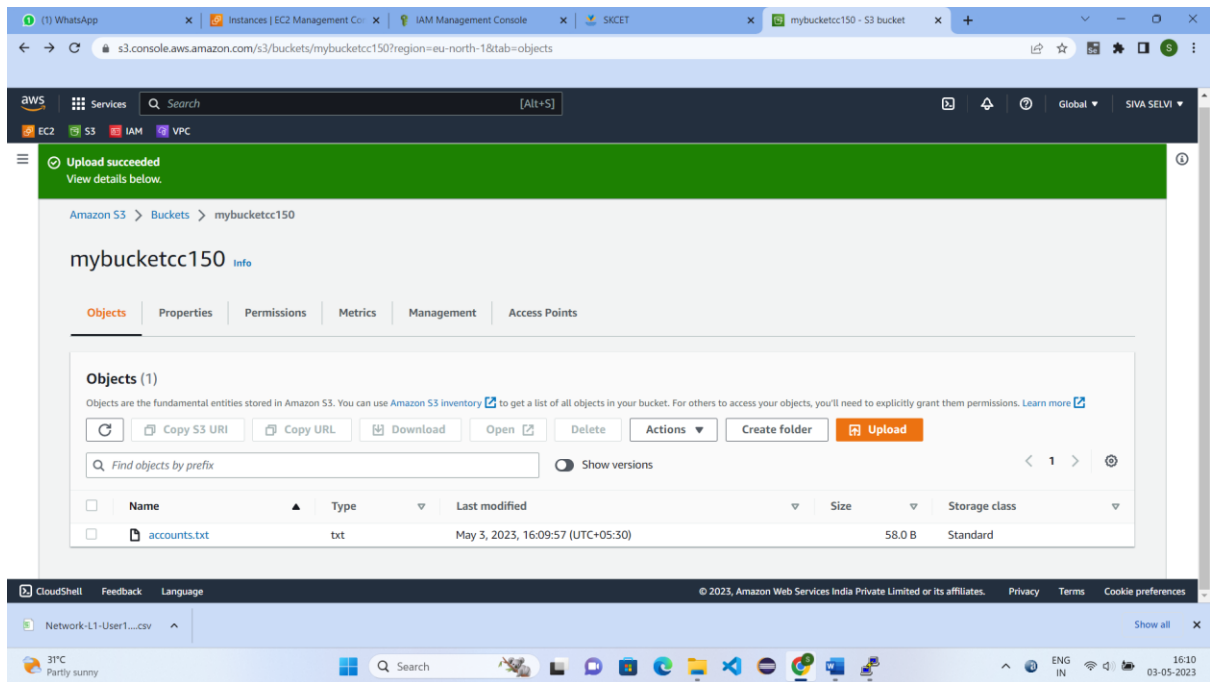 (1) WhatsApp
Instances | EC2 Management Cor
IAM Management Console
SKCET
mybucketcc150 - S3 bucket
s3.console.aws.amazon.com/s3/buckets/mybucketcc150?region=eu-north-1&tab=objects
aws Services Search [Alt+S] Global ▼ SIVA SELVI ▼
EC2 S3 IAM VPC
Upload succeeded
View details below.
Amazon S3 > Buckets > mybucketcc150
mybucketcc150 Info
Objects Properties Permissions Metrics Management Access Points
Objects (1)
Objects are the fundamental entities stored in Amazon S3. You can use Amazon S3 inventory to get a list of all objects in your bucket. For others to access your objects, you'll need to explicitly grant them permissions. Learn more
Copy S3 URI Copy URL Download Open Delete Actions ▼ Create folder Upload
Find objects by prefix Show versions < 1 >
Name Type Last modified Size Storage class
accounts.txt txt May 3, 2023, 16:09:57 (UTC+05:30) 58.0 B Standard
CloudShell Feedback Language © 2023, Amazon Web Services India Private Limited or its affiliates. Privacy Terms Cookie preferences
Network-L1-User1....csv Show all
31°C
Partly sunny
Search
ENG
IN
16:10
03-05-2023